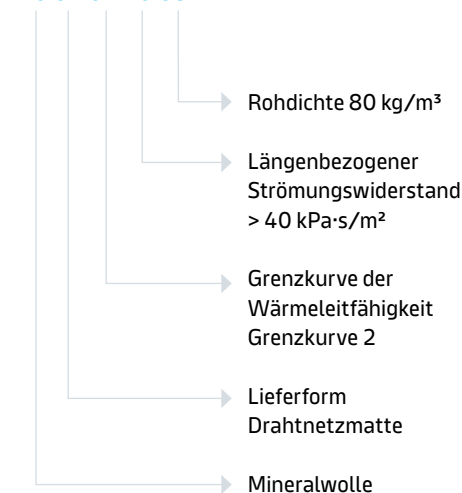 Rohdichte 80 kg/m³
Längenbezogener
Strömungswiderstand
> 40 kPa·s/m²
Grenzkurve der
Wärmeleitfähigkeit
Grenzkurve 2
Lieferform
Drahtnetzmatte
Mineralwolle